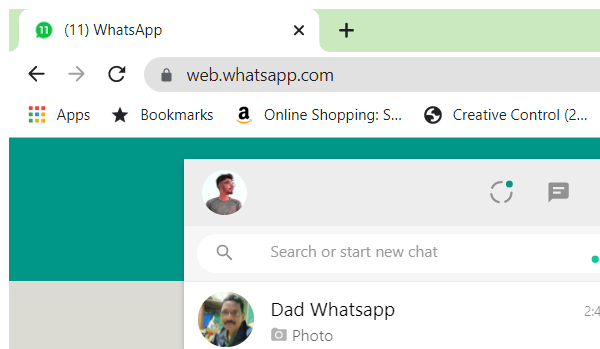 11 (11) WhatsApp
web.whatsapp.com
Apps Bookmarks Online Shopping: S... Creative Control (2...
Search or start new chat
Dad Whatsapp 2:4
Photo